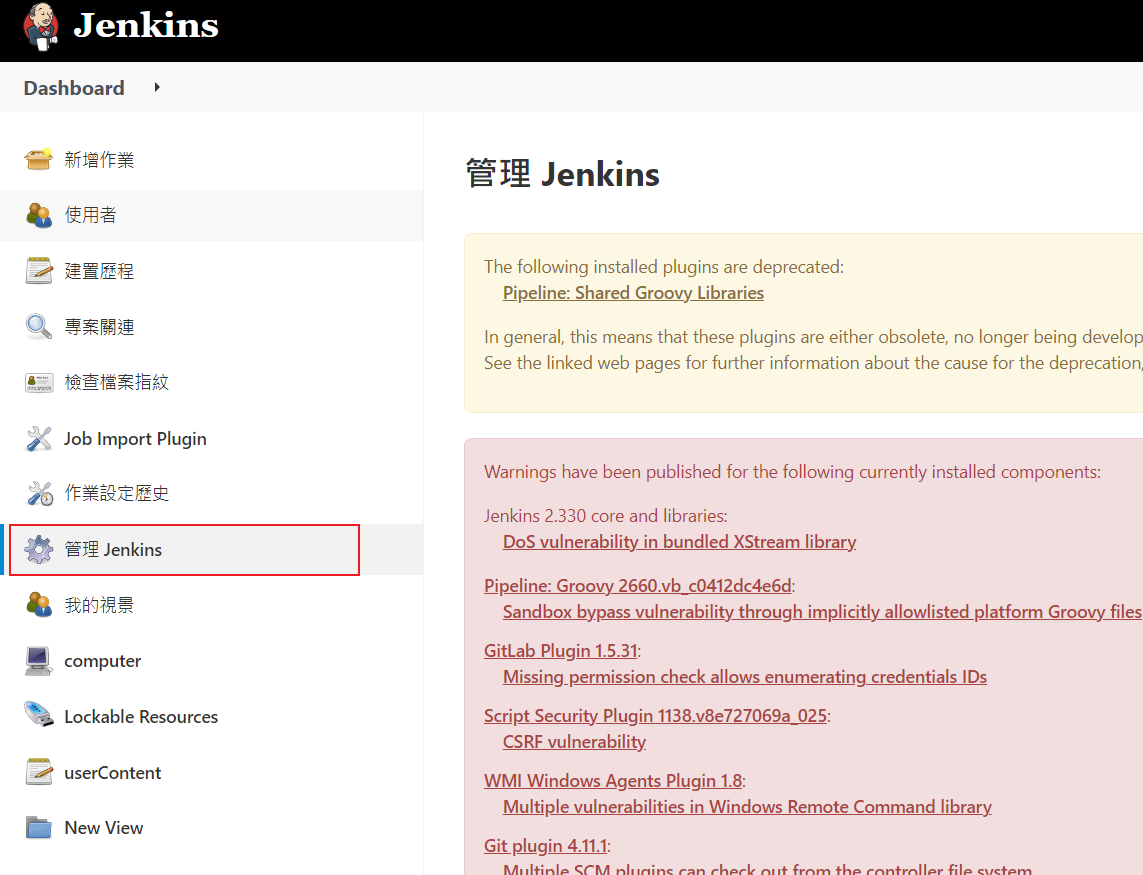 Jenkins
Dashboard
新增作業
使用者
建置歷程
專案關連
檢查檔案指紋
Job Import Plugin
作業設定歷史
管理 Jenkins
我的視景
computer
Lockable Resources
userContent
New View
管理 Jenkins
The following installed plugins are deprecated:
Pipeline: Shared Groovy Libraries
In general, this means that these plugins are either obsolete, no longer being develop
See the linked web pages for further information about the cause for the deprecation,
Warnings have been published for the following currently installed components:
Jenkins 2.330 core and libraries:
DoS vulnerability in bundled XStream library
Pipeline: Groovy 2660.vb_c0412dc4e6d:
Sandbox bypass vulnerability through implicitly allowlisted platform Groovy files
GitLab Plugin 1.5.31:
Missing permission check allows enumerating credentials IDs
Script Security Plugin 1138.v8e727069a_025:
CSRF vulnerability
WMI Windows Agents Plugin 1.8:
Multiple vulnerabilities in Windows Remote Command library
Git plugin 4.11.1:
Multiple SCM plugins can check out from the controller file system